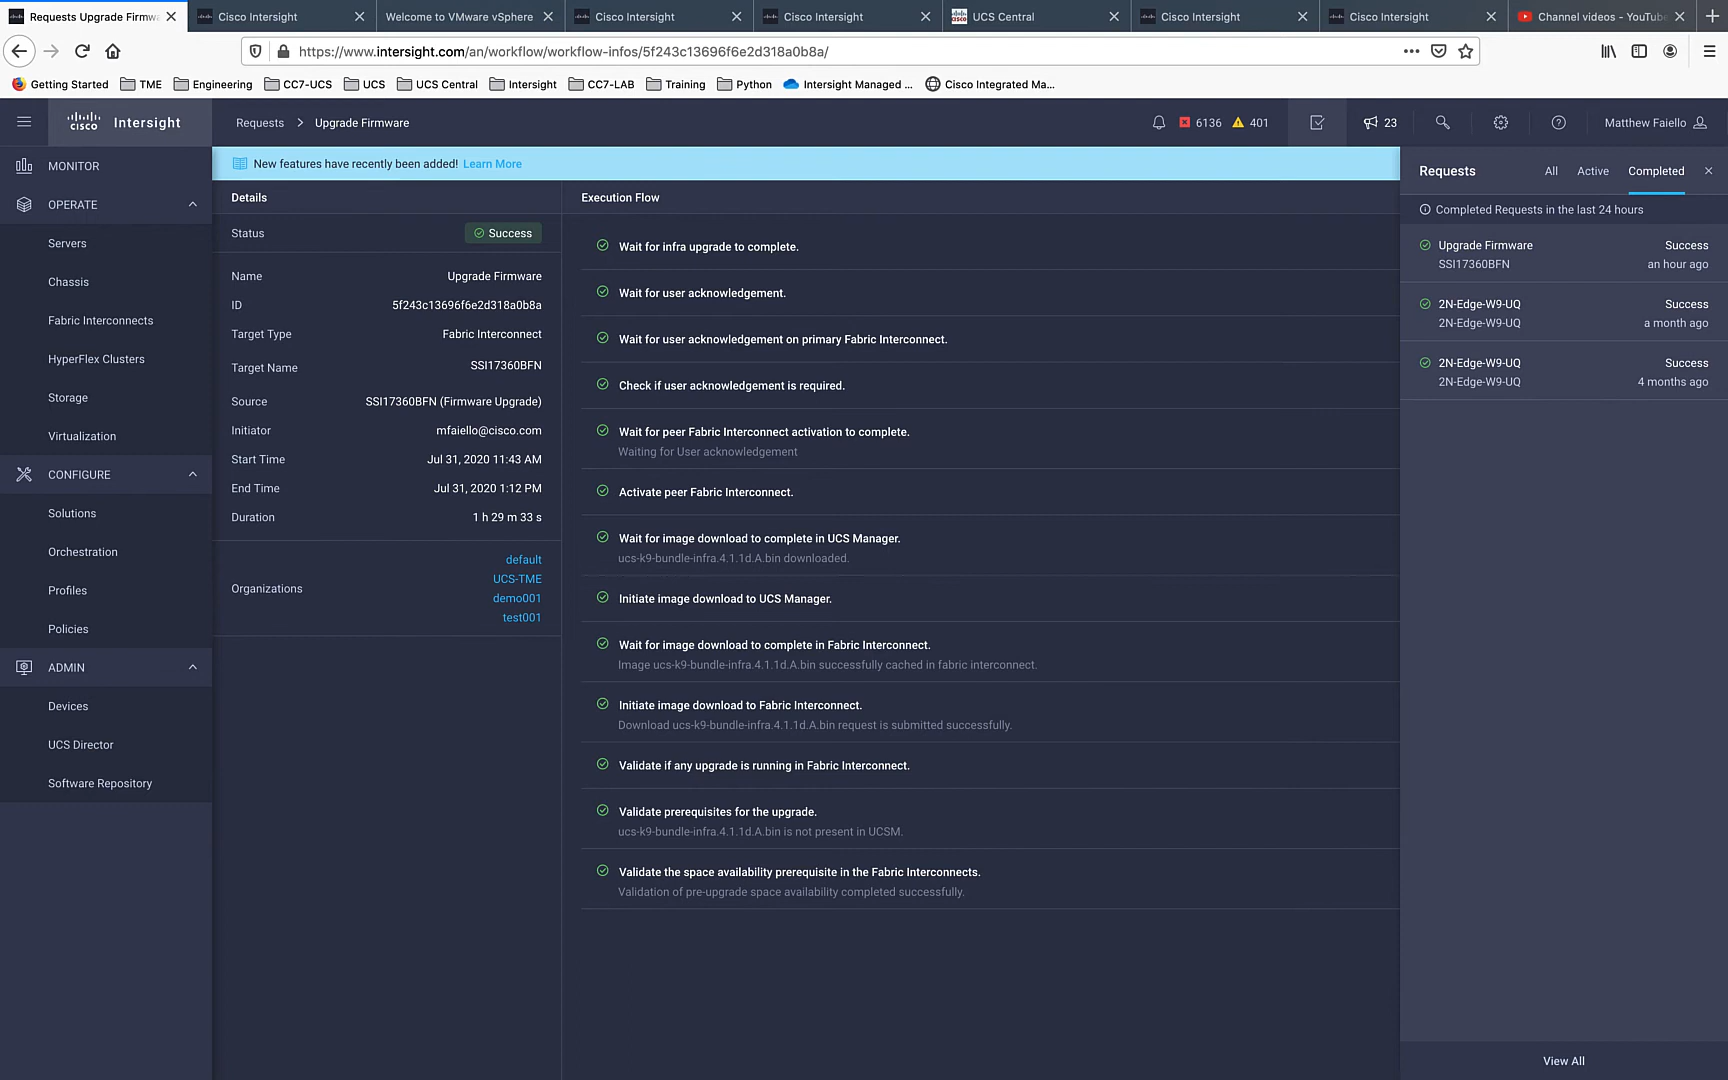 Requests Upgrade Firmwa
Cisco Intersight
Welcome to VMware vSphere
Cisco Intersight
Cisco Intersight
UCS Central
Cisco Intersight
Cisco Intersight
Channel videos - YouTube
https://www.intersight.com/an/workflow/workflow-infos/5f243c13696f6e2d318a0b8a/
Getting Started
TME
Engineering
CC7-UCS
UCS
UCS Central
Intersight
CC7-LAB
Training
Python
Intersight Managed ...
Cisco Integrated Ma...
cisco Intersight
Requests > Upgrade Firmware
6136
401
23
Matthew Faiello
MONITOR
OPERATE
Servers
Chassis
Fabric Interconnects
HyperFlex Clusters
Storage
Virtualization
CONFIGURE
Solutions
Orchestration
Profiles
Policies
ADMIN
Devices
UCS Director
Software Repository
New features have recently been added! Learn More
Details
Status Success
Name Upgrade Firmware
ID 5f243c13696f6e2d318a0b8a
Target Type Fabric Interconnect
Target Name SSI17360BFN
Source SSI17360BFN (Firmware Upgrade)
Initiator mfaiello@cisco.com
Start Time Jul 31, 2020 11:43 AM
End Time Jul 31, 2020 1:12 PM
Duration 1 h 29 m 33 s
Organizations
default
UCS-TME
demo001
test001
Execution Flow
Wait for infra upgrade to complete.
Wait for user acknowledgement.
Wait for user acknowledgement on primary Fabric Interconnect.
Check if user acknowledgement is required.
Wait for peer Fabric Interconnect activation to complete.
Waiting for User acknowledgement
Activate peer Fabric Interconnect.
Wait for image download to complete in UCS Manager.
ucs-k9-bundle-infra.4.1.1d.A.bin downloaded.
Initiate image download to UCS Manager.
Wait for image download to complete in Fabric Interconnect.
Image ucs-k9-bundle-infra.4.1.1d.A.bin successfully cached in fabric interconnect.
Initiate image download to Fabric Interconnect.
Download ucs-k9-bundle-infra.4.1.1d.A.bin request is submitted successfully.
Validate if any upgrade is running in Fabric Interconnect.
Validate prerequisites for the upgrade.
ucs-k9-bundle-infra.4.1.1d.A.bin is not present in UCSM.
Validate the space availability prerequisite in the Fabric Interconnects.
Validation of pre-upgrade space availability completed successfully.
Requests All Active Completed
Completed Requests in the last 24 hours
Upgrade Firmware Success
SSI17360BFN an hour ago
2N-Edge-W9-UQ Success
2N-Edge-W9-UQ a month ago
2N-Edge-W9-UQ Success
2N-Edge-W9-UQ 4 months ago
View All